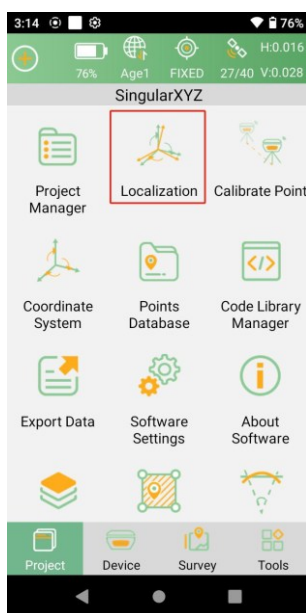 3:14 76%
H:0.016
76% Age1 FIXED 27/40 V:0.028
SingularXYZ
Project Manager
Localization
Calibrate Point
Coordinate System
Points Database
Code Library Manager
Export Data
Software Settings
About Software
Project Device Survey Tools